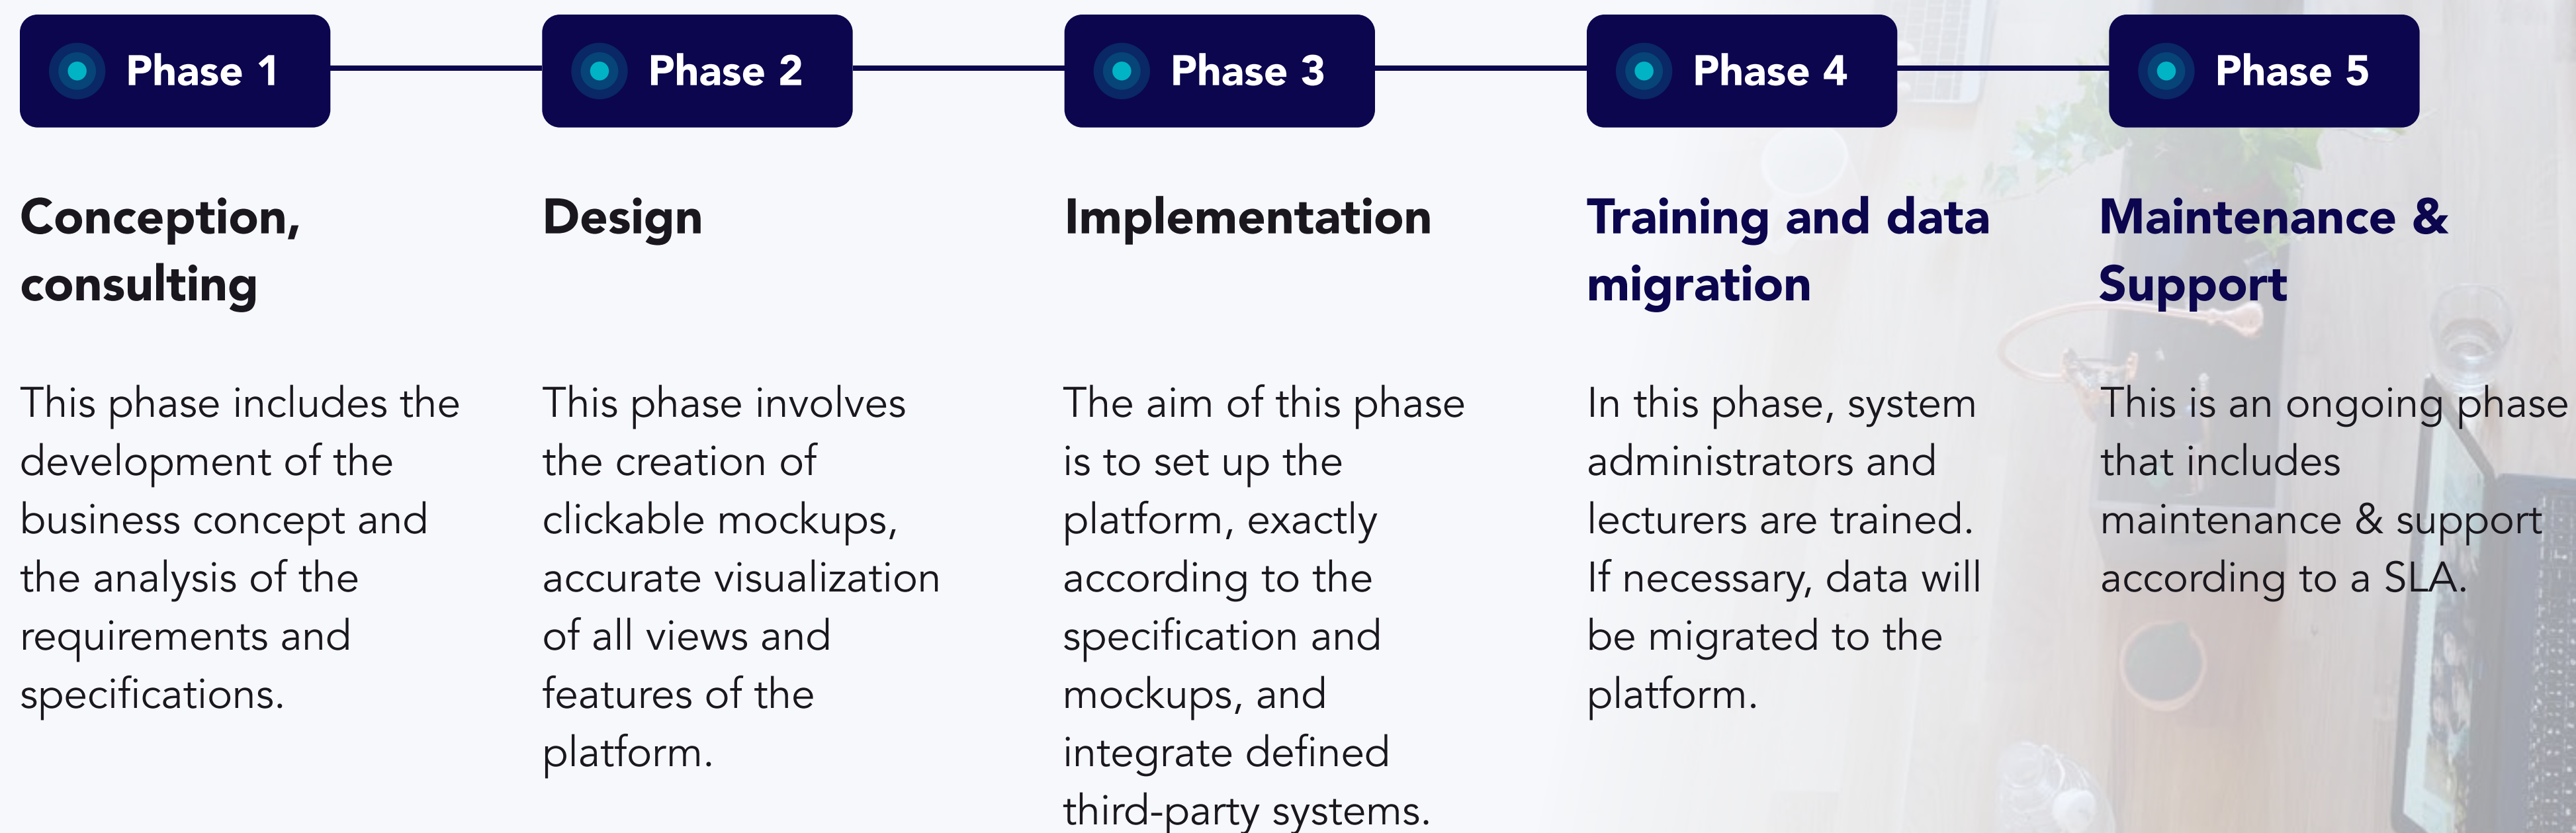 Phase 1
Phase 2
Phase 3
Phase 4
Phase 5
Conception,
consulting
This phase includes the
development of the
business concept and
the analysis of the
requirements and
specifications.
Design
This phase involves
the creation of
clickable mockups,
accurate visualization
of all views and
features of the
platform.
Implementation
The aim of this phase
is to set up the
platform, exactly
according to the
specification and
mockups, and
integrate defined
third-party systems.
Training and data
migration
In this phase, system
administrators and
lecturers are trained.
If necessary, data will
be migrated to the
platform.
Maintenance &
Support
This is an ongoing phase
that includes
maintenance & support
according to a SLA.